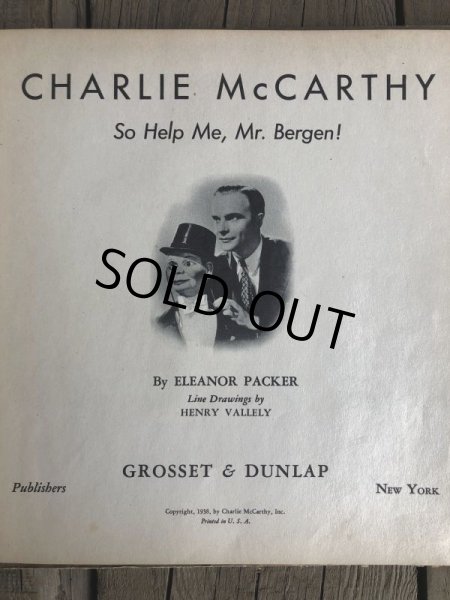 CHARLIE McCARTHY
So Help Me, Mr. Bergen!
SOLD OUT
By ELEANOR PACKER
Line Drawings by
HENRY VALLELY
GROSSET & DUNLAP
Publishers New York
Copyright, 1938, by Charlie McCarthy, Inc.
Printed in U. S. A.